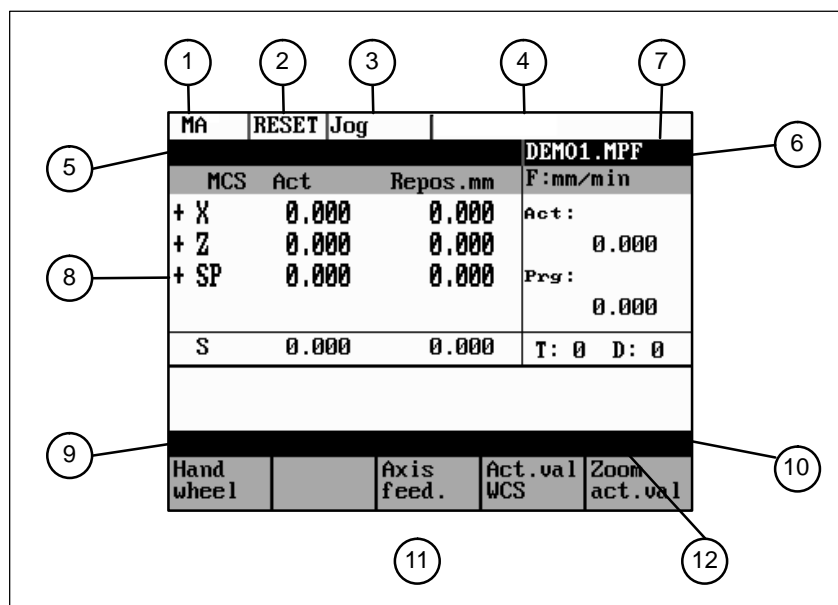 1 2 3 4 7
MA RESET Jog
5 DEMO1.MPF 6
MCS Act Repos.mm F:mm/min
+ X 0.000 0.000 Act:
+ Z 0.000 0.000 0.000
8 + SP 0.000 0.000 Prg:
0.000
S 0.000 0.000 T: 0 D: 0
9 10
Hand Axis Act.val Zoom
wheel feed. WCS act.val
11 12